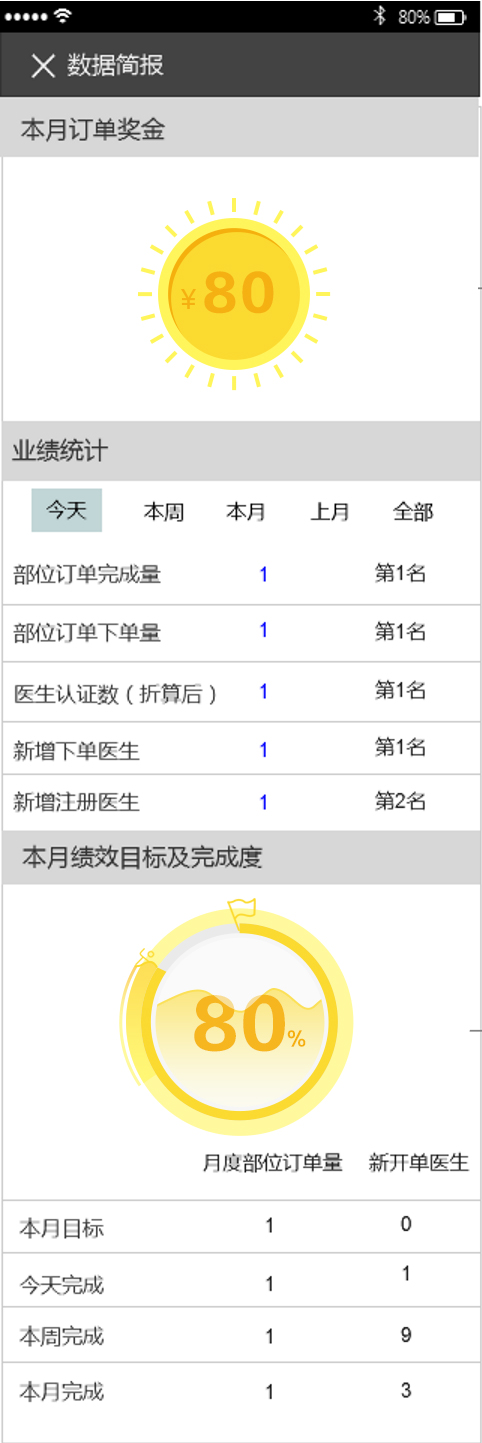 80%
数据简报
本月订单奖金
¥80
业绩统计
今天 本周 本月 上月 全部
部位订单完成量 1 第1名
部位订单下单量 1 第1名
医生认证数(折算后) 1 第1名
新增下单医生 1 第1名
新增注册医生 1 第2名
本月绩效目标及完成度
80%
月度部位订单量 新开单医生
本月目标 1 0
今天完成 1 1
本周完成 1 9
本月完成 1 3